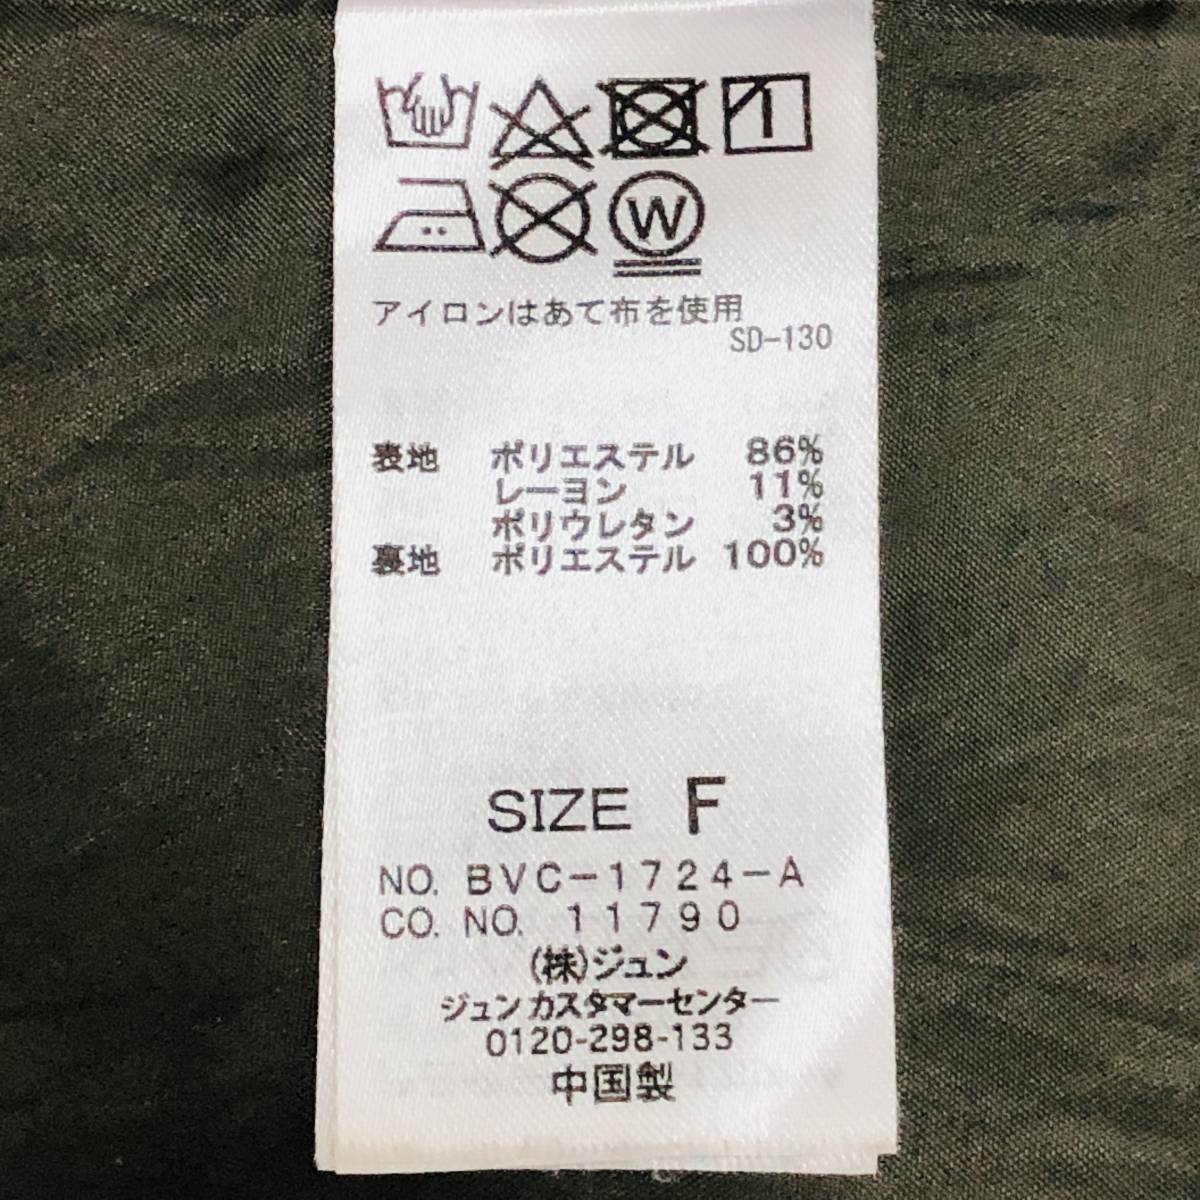 W
アイロンはあて布を使用
SD-130
表地 ポリエステル 86%
レーヨン 11%
ポリウレタン 3%
裏地 ポリエステル 100%
SIZE F
NO. BVC-1724-A
CO. NO. 11790
(株)ジュン
ジュンカスタマーセンター
0120-298-133
中国製